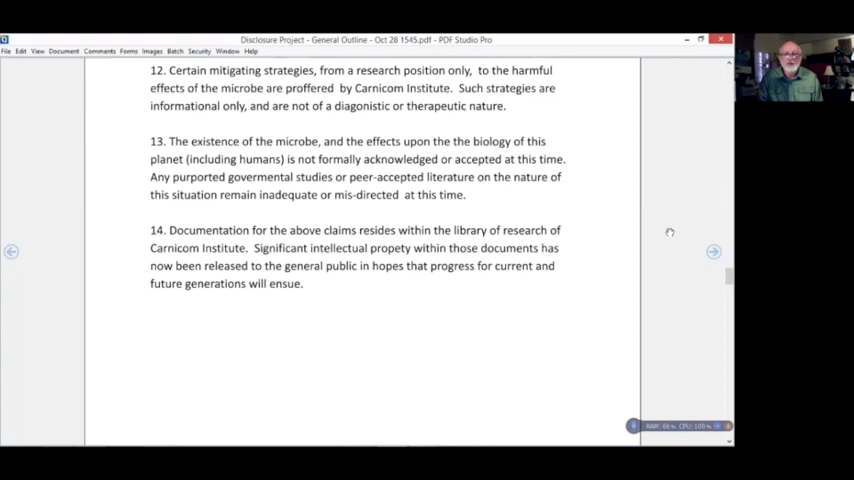 Disclosure Project - General Outline - Oct 28 1545.pdf - PDF Studio Pro
File Edit View Document Comments Forms Images Batch Security Window Help
12. Certain mitigating strategies, from a research position only, to the harmful
effects of the microbe are proffered by Carnicom Institute. Such strategies are
informational only, and are not of a diagonistic or therapeutic nature.
13. The existence of the microbe, and the effects upon the the biology of this
planet (including humans) is not formally acknowledged or accepted at this time.
Any purported govermental studies or peer-accepted literature on the nature of
this situation remain inadequate or mis-directed at this time.
14. Documentation for the above claims resides within the library of research of
Carnicom Institute. Significant intellectual propety within those documents has
now been released to the general public in hopes that progress for current and
future generations will ensue.
RAM: 68% CPU: 100%